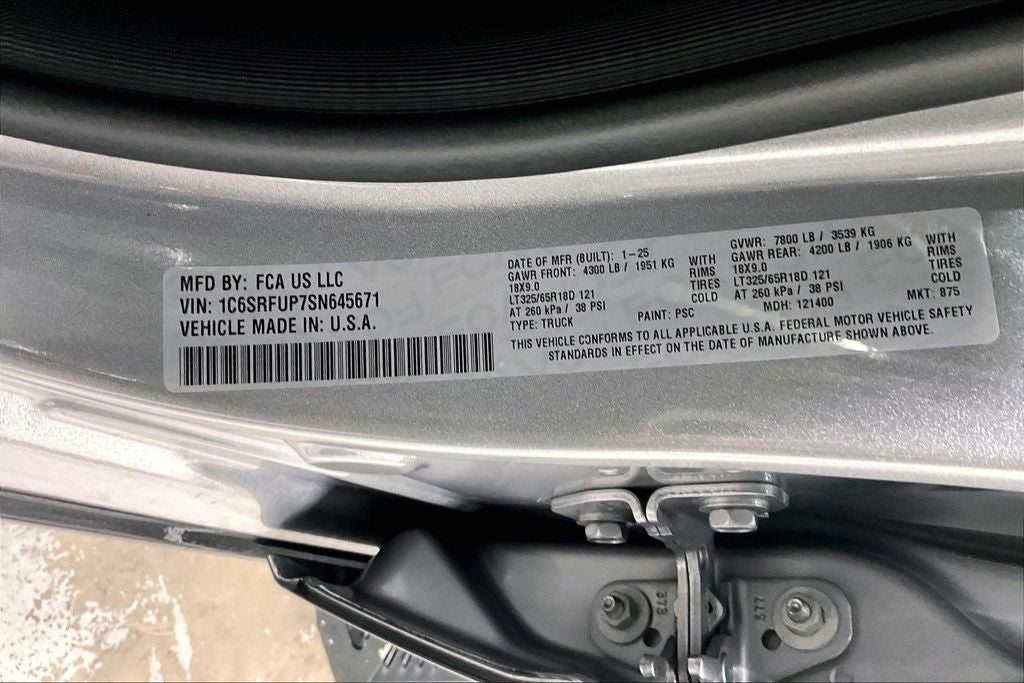 MFD BY: FCA US LLC
VIN: 1C6SRFUP7SN645671
VEHICLE MADE IN: U.S.A.
DATE OF MFR (BUILT): 1-25
GAWR FRONT: 4300 LB / 1951 KG WITH
18X9.0 RIMS
LT325/65R18D 121 TIRES
AT 260 kPa / 38 PSI COLD
TYPE: TRUCK PAINT: PSC
GVWR: 7800 LB / 3539 KG
GAWR REAR: 4200 LB / 1906 KG WITH
18X9.0 RIMS
LT325/65R18D 121 TIRES
AT 260 kPa / 38 PSI COLD
MDH: 121400 MKT: 875
THIS VEHICLE CONFORMS TO ALL APPLICABLE U.S.A. FEDERAL MOTOR VEHICLE SAFETY
STANDARDS IN EFFECT ON THE DATE OF MANUFACTURE SHOWN ABOVE.
373